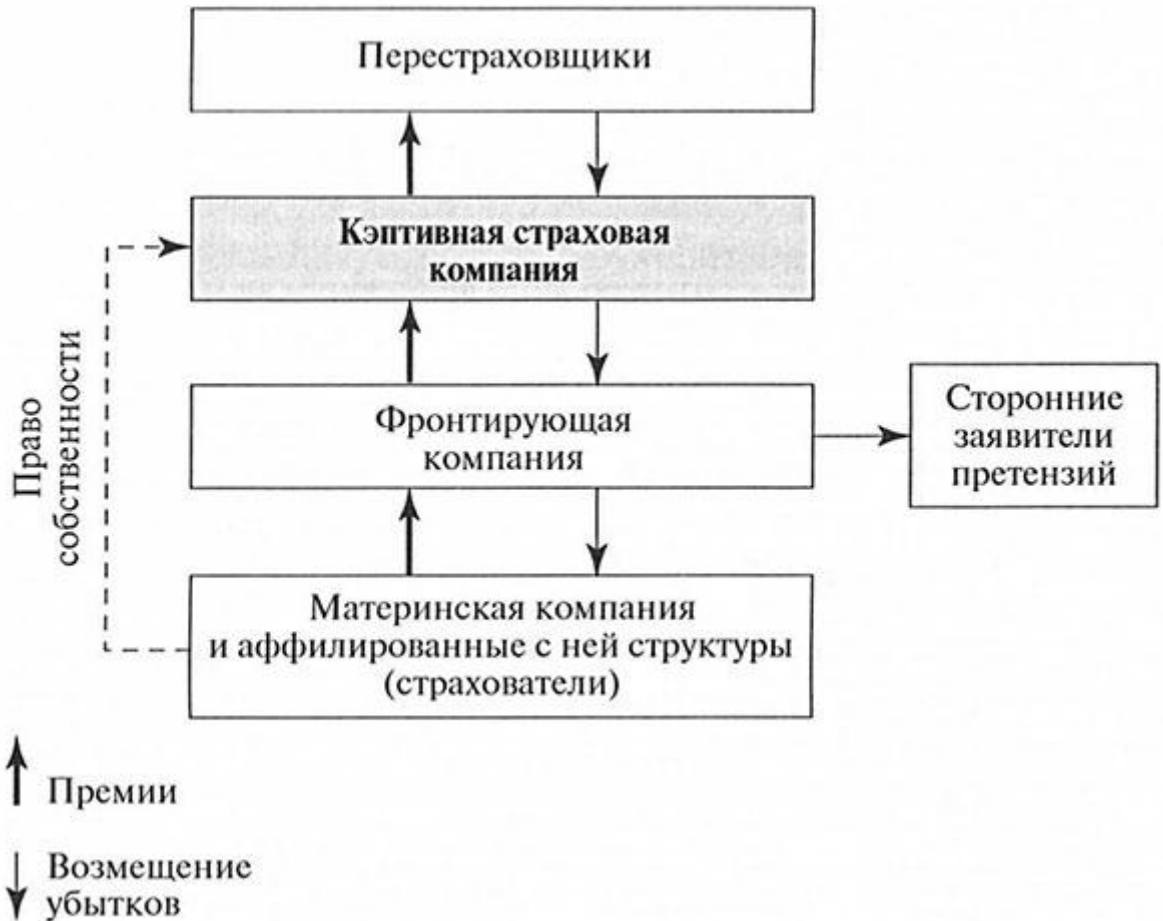 Перестраховщики
Кэптивная страховая
компания
Право
собственности
Фронтирующая
компания
Сторонние
заявители
претензий
Материнская компания
и аффилированные с ней структуры
(страхователи)
Премии
Возмещение
убытков